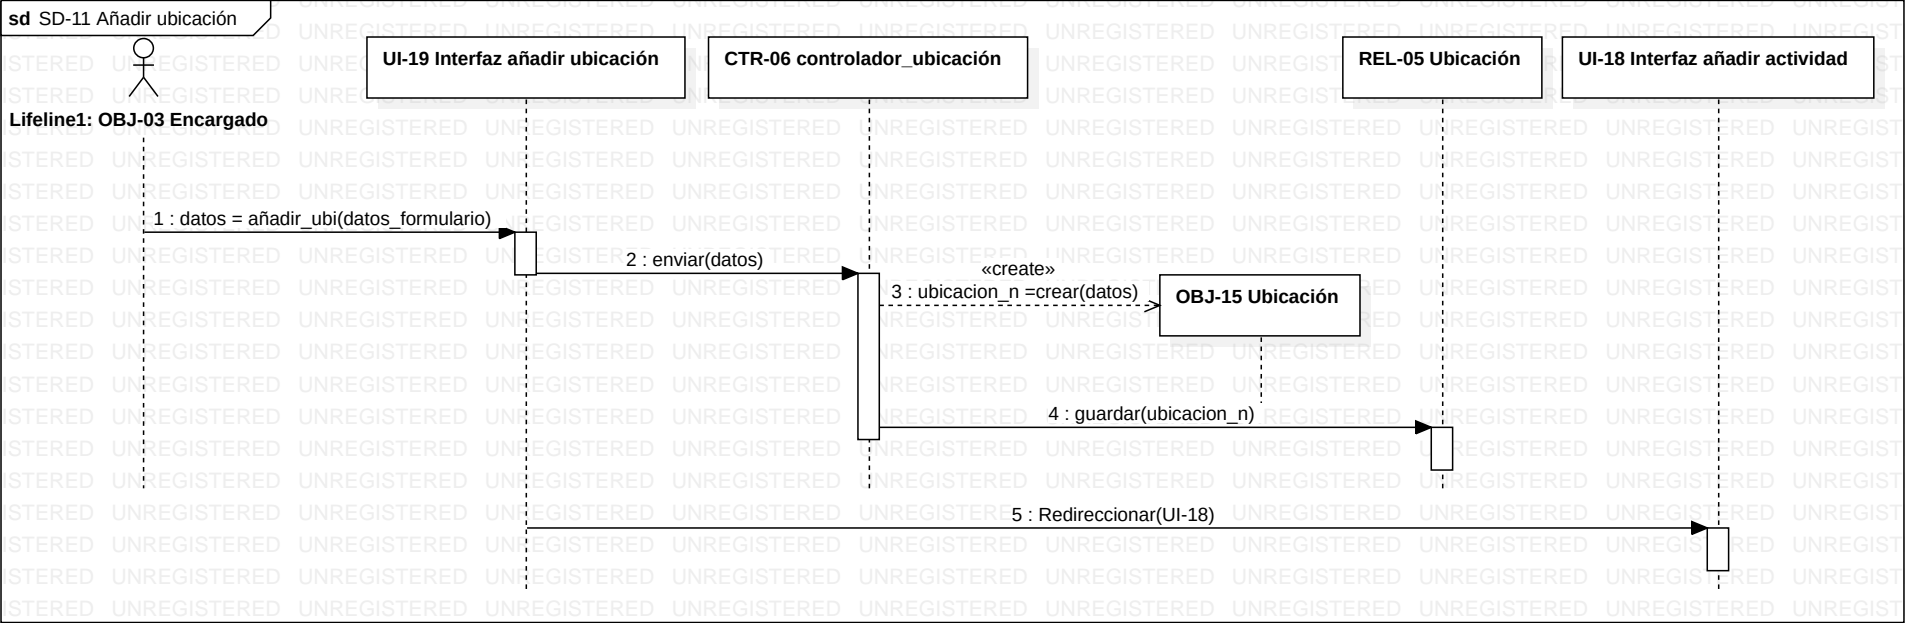 sd SD-11 Añadir ubicación
UI-19 Interfaz añadir ubicación
CTR-06 controlador_ubicación
REL-05 Ubicación
UI-18 Interfaz añadir actividad
Lifeline1: OBJ-03 Encargado
1 : datos = añadir_ubi(datos_formulario)
2 : enviar(datos)
«create»
3 : ubicacion_n =crear(datos)
OBJ-15 Ubicación
4 : guardar(ubicacion_n)
5 : Redireccionar(UI-18)
UNREGISTERED